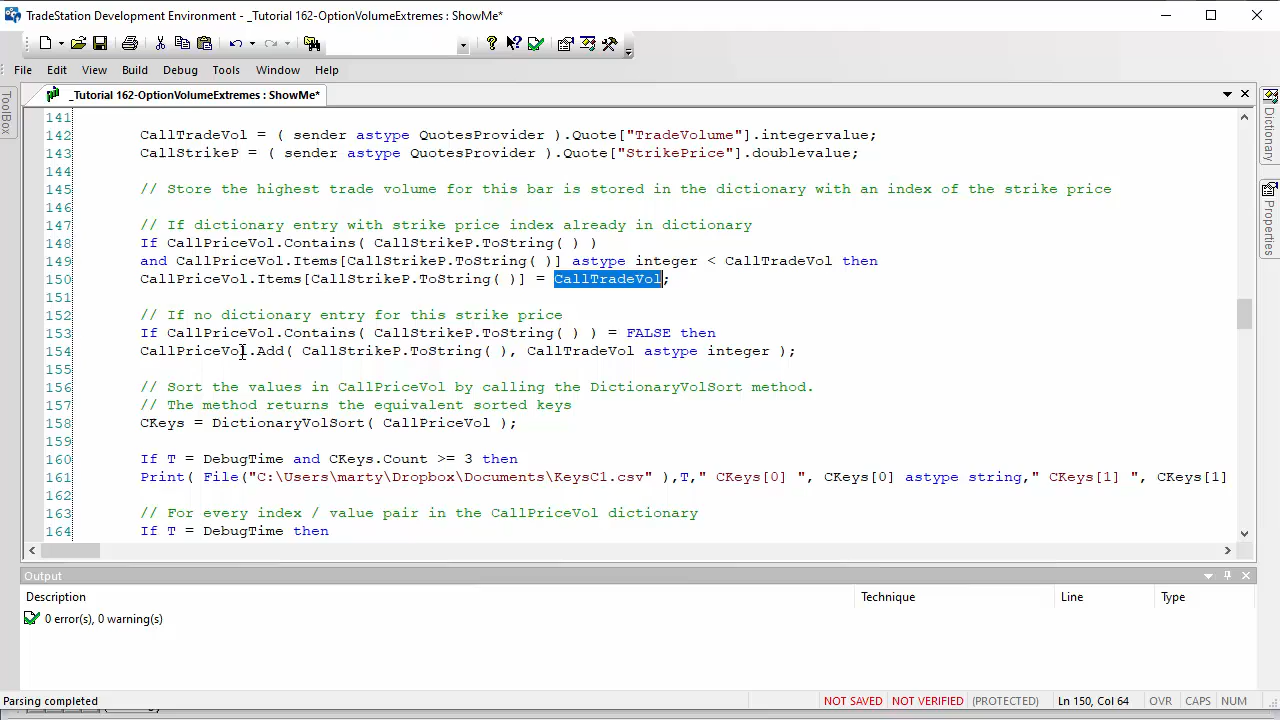 TradeStation Development Environment - _Tutorial 162-OptionVolumeExtremes : ShowMe*
File Edit View Build Debug Tools Window Help
ToolBox
_Tutorial 162-OptionVolumeExtremes : ShowMe*
Dictionary
Properties
141
142 CallTradeVol = ( sender astype QuotesProvider ).Quote["TradeVolume"].integervalue;
143 CallStrikeP = ( sender astype QuotesProvider ).Quote["StrikePrice"].doublevalue;
144
145 // Store the highest trade volume for this bar is stored in the dictionary with an index of the strike price
146
147 // If dictionary entry with strike price index already in dictionary
148 If CallPriceVol.Contains( CallStrikeP.ToString( ) )
149 and CallPriceVol.Items[CallStrikeP.ToString( )] astype integer < CallTradeVol then
150 CallPriceVol.Items[CallStrikeP.ToString( )] = CallTradeVol;
151
152 // If no dictionary entry for this strike price
153 If CallPriceVol.Contains( CallStrikeP.ToString( ) ) = FALSE then
154 CallPriceVol.Add( CallStrikeP.ToString( ), CallTradeVol astype integer );
155
156 // Sort the values in CallPriceVol by calling the DictionaryVolSort method.
157 // The method returns the equivalent sorted keys
158 CKeys = DictionaryVolSort( CallPriceVol );
159
160 If T = DebugTime and CKeys.Count >= 3 then
161 Print( File("C:\Users\marty\Dropbox\Documents\KeysC1.csv" ),T," CKeys[0] ", CKeys[0] astype string," CKeys[1] ", CKeys[1]
162
163 // For every index / value pair in the CallPriceVol dictionary
164 If T = DebugTime then
Output
Description Technique Line Type
0 error(s), 0 warning(s)
Parsing completed NOT SAVED NOT VERIFIED (PROTECTED) Ln 150, Col 64 OVR CAPS NUM